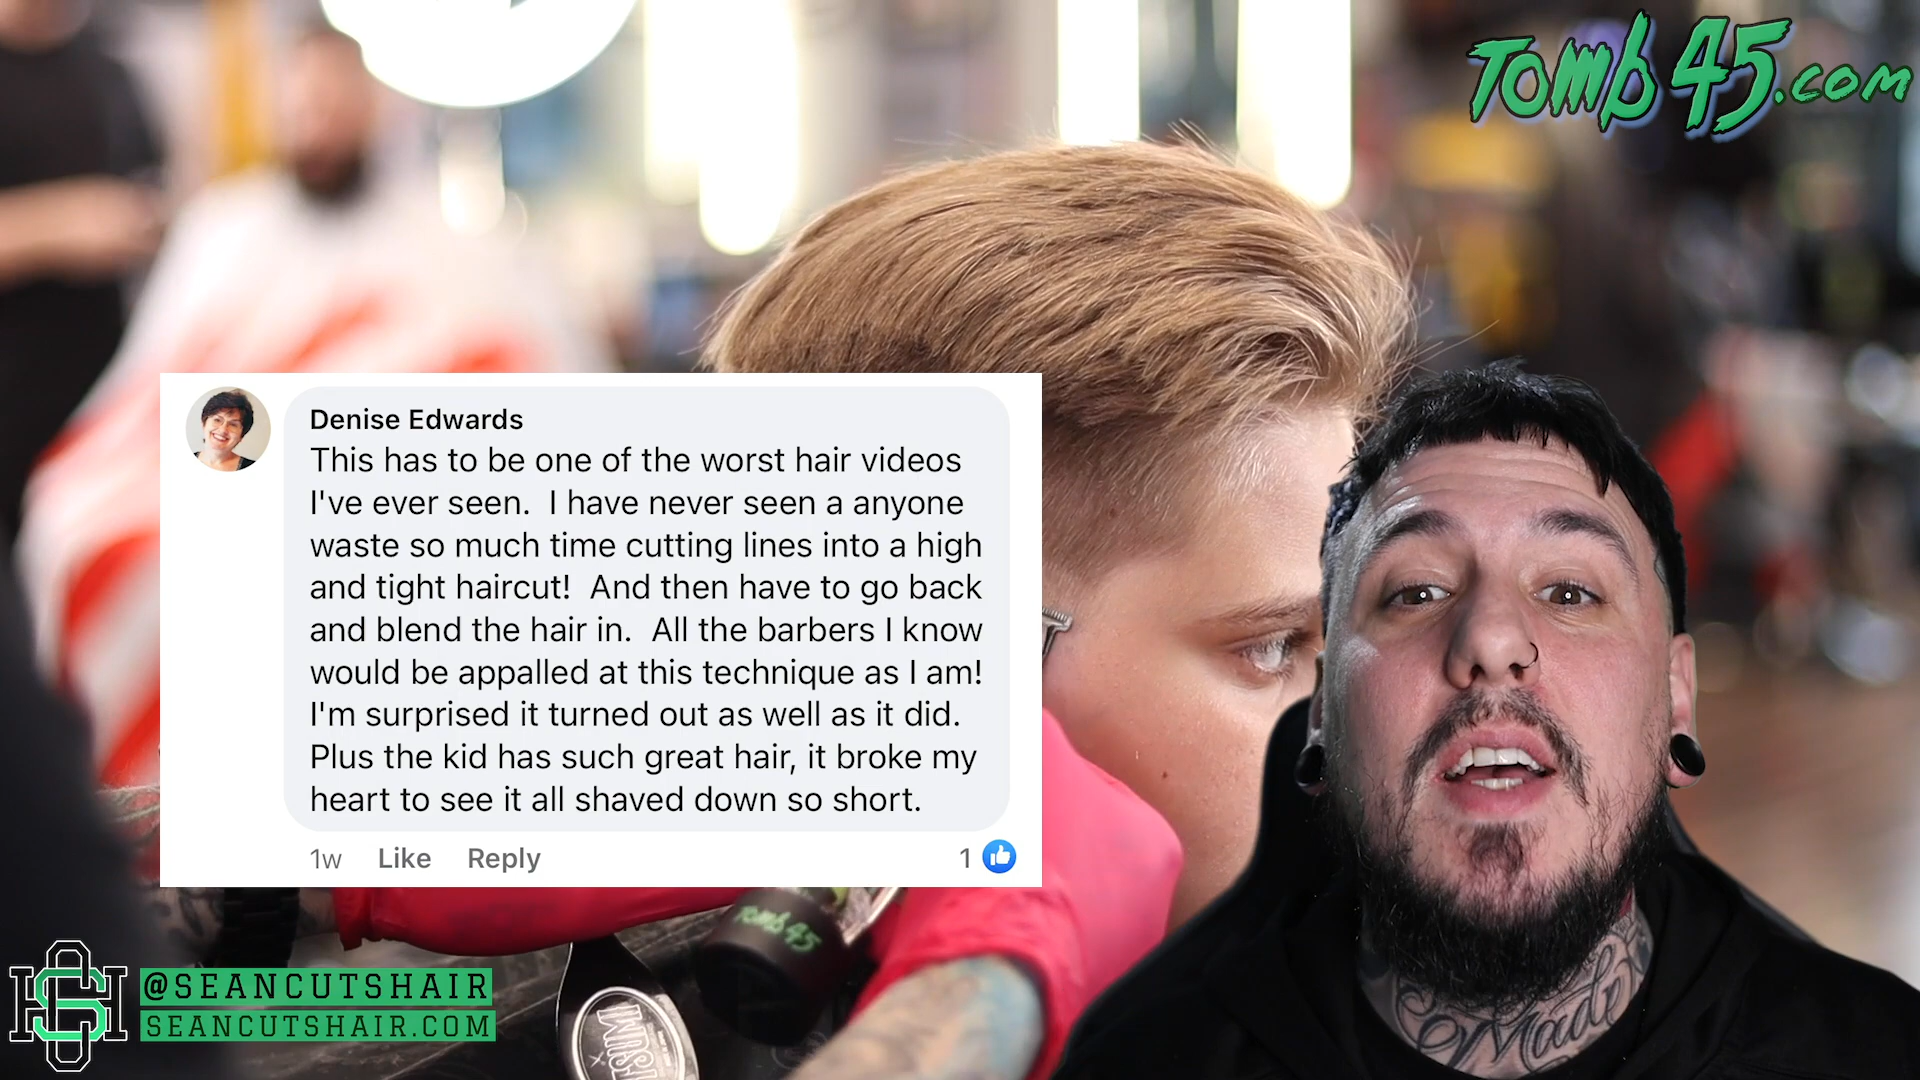 Tomb45.com
Denise Edwards
This has to be one of the worst hair videos
I've ever seen.  I have never seen a anyone
waste so much time cutting lines into a high
and tight haircut!  And then have to go back
and blend the hair in.  All the barbers I know
would be appalled at this technique as I am!
I'm surprised it turned out as well as it did.
Plus the kid has such great hair, it broke my
heart to see it all shaved down so short.
1w Like Reply 1
Tomb45
@SEANCUTSHAIR
SEANCUTSHAIR.COM
Made